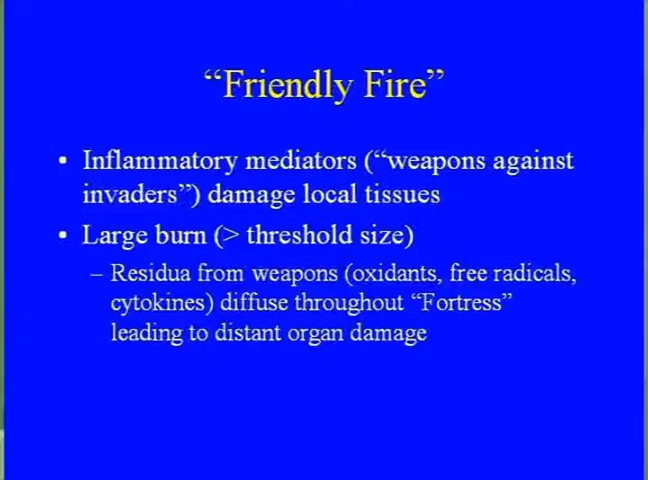 “Friendly Fire”
• Inflammatory mediators (“weapons against
invaders”) damage local tissues
• Large burn (> threshold size)
– Residua from weapons (oxidants, free radicals,
cytokines) diffuse throughout “Fortress”
leading to distant organ damage